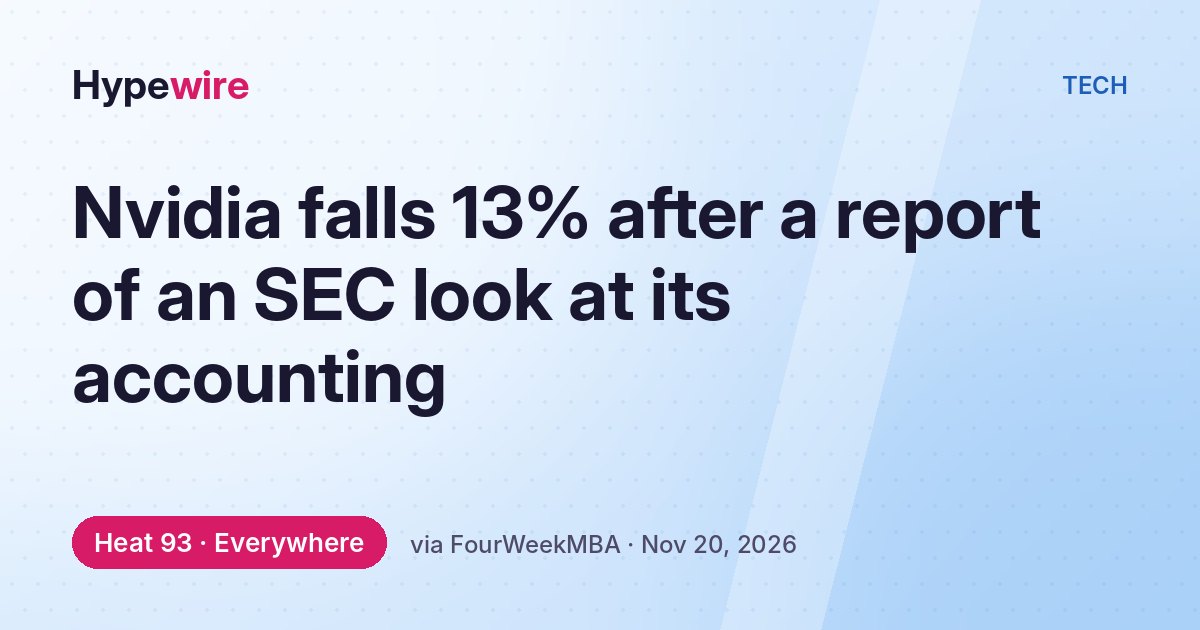 Hypewire
TECH
Nvidia falls 13% after a report
of an SEC look at its
accounting
Heat 93 · Everywhere
via FourWeekMBA · Nov 20, 2026